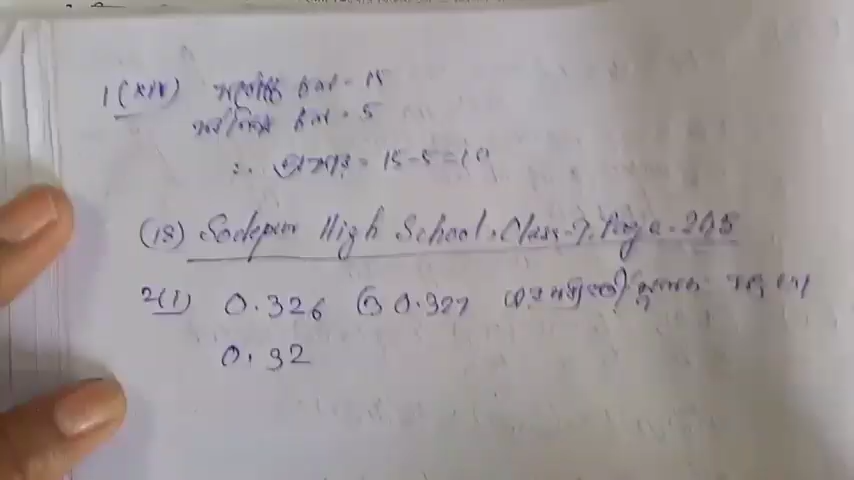 1(XIV) সর্বোচ্চ মান = 15
সর্বনিম্ন মান = 5
∴ প্রসার = 15 - 5 = 10
(18) Sodepur High School. Class-7. Page-205
2(I) 0.326 ও 0.327
0.32